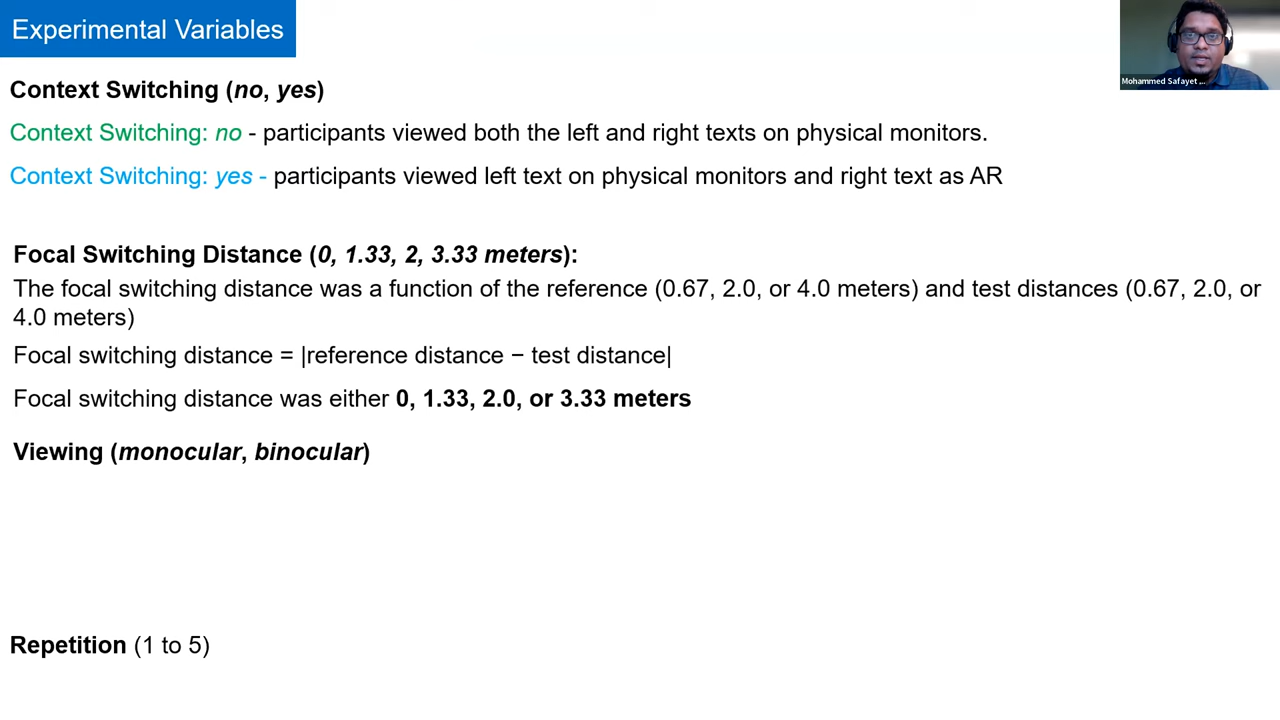 Experimental Variables
Mohammed Safayet ...
Context Switching (no, yes)
Context Switching: no - participants viewed both the left and right texts on physical monitors.
Context Switching: yes - participants viewed left text on physical monitors and right text as AR
Focal Switching Distance (0, 1.33, 2, 3.33 meters):
The focal switching distance was a function of the reference (0.67, 2.0, or 4.0 meters) and test distances (0.67, 2.0, or
4.0 meters)
Focal switching distance = |reference distance − test distance|
Focal switching distance was either 0, 1.33, 2.0, or 3.33 meters
Viewing (monocular, binocular)
Repetition (1 to 5)